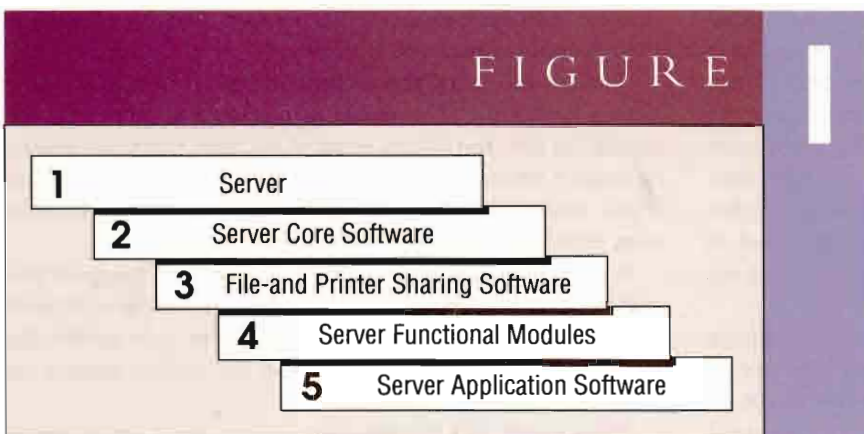 FIGURE 1
1 Server
2 Server Core Software
3 File-and Printer Sharing Software
4 Server Functional Modules
5 Server Application Software